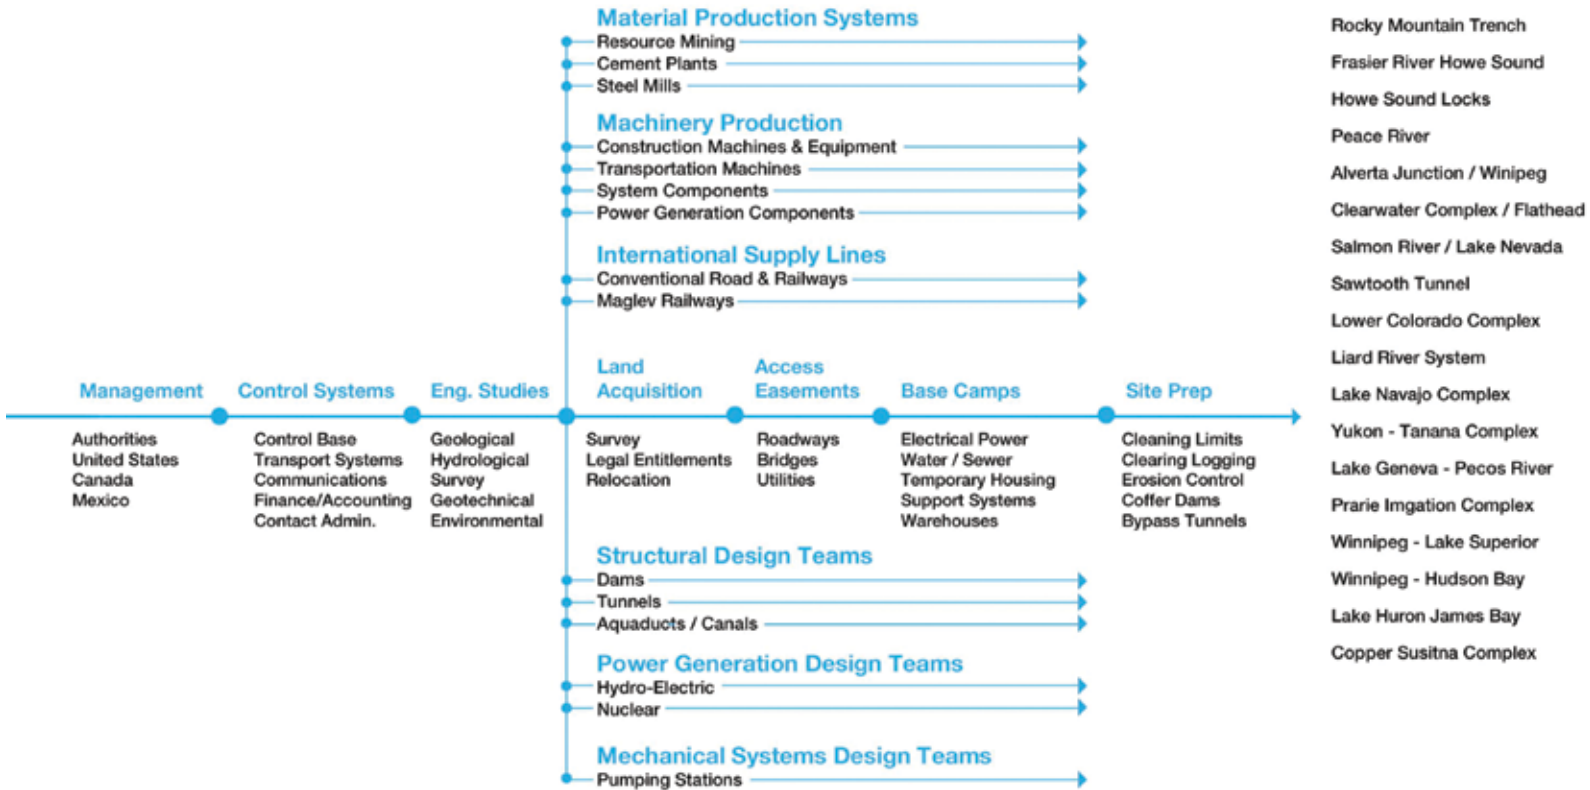 Material Production Systems
Resource Mining
Cement Plants
Steel Mills
Machinery Production
Construction Machines & Equipment
Transportation Machines
System Components
Power Generation Components
International Supply Lines
Conventional Road & Railways
Maglev Railways
Management
Authorities
United States
Canada
Mexico
Control Systems
Control Base
Transport Systems
Communications
Finance/Accounting
Contact Admin.
Eng. Studies
Geological
Hydrological
Survey
Geotechnical
Environmental
Land
Acquisition
Survey
Legal Entitlements
Relocation
Access
Easements
Roadways
Bridges
Utilities
Base Camps
Electrical Power
Water / Sewer
Temporary Housing
Support Systems
Warehouses
Site Prep
Cleaning Limits
Clearing Logging
Erosion Control
Coffer Dams
Bypass Tunnels
Structural Design Teams
Dams
Tunnels
Aquaducts / Canals
Power Generation Design Teams
Hydro-Electric
Nuclear
Mechanical Systems Design Teams
Pumping Stations
Rocky Mountain Trench
Frasier River Howe Sound
Howe Sound Locks
Peace River
Alverta Junction / Winipeg
Clearwater Complex / Flathead
Salmon River / Lake Nevada
Sawtooth Tunnel
Lower Colorado Complex
Liard River System
Lake Navajo Complex
Yukon - Tanana Complex
Lake Geneva - Pecos River
Prarie Imgation Complex
Winnipeg - Lake Superior
Winnipeg - Hudson Bay
Lake Huron James Bay
Copper Susitna Complex